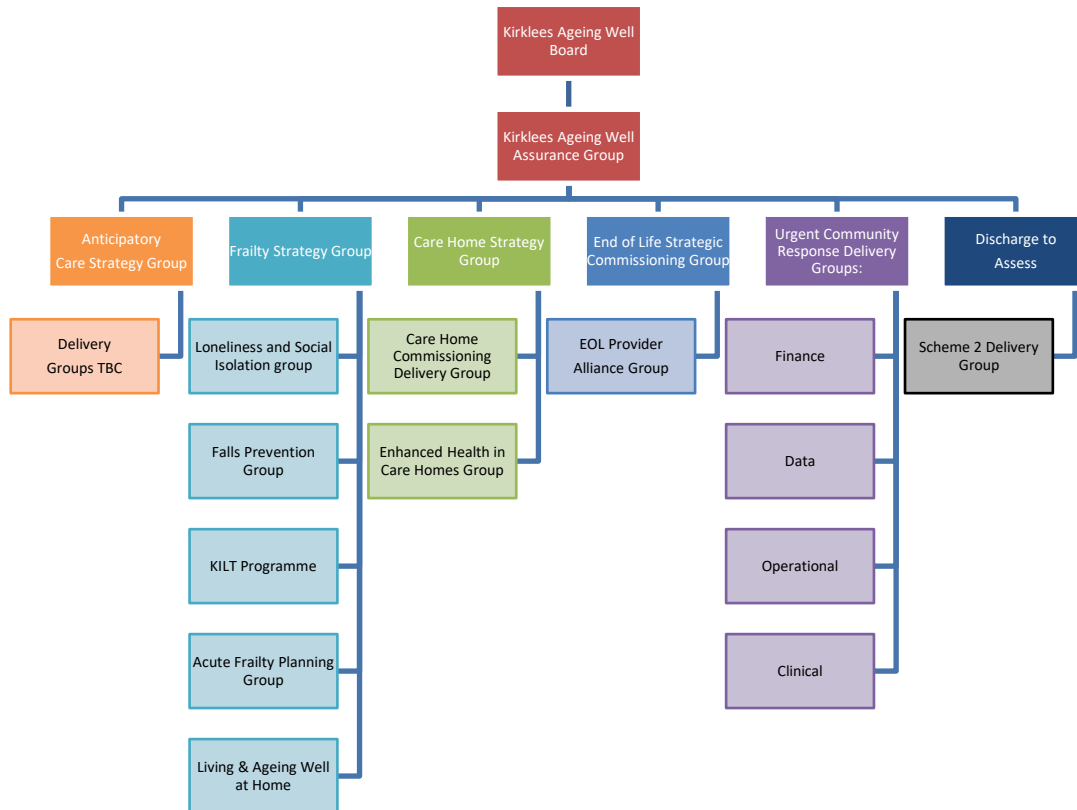 Kirklees Ageing Well
Board
Kirklees Ageing Well
Assurance Group
Anticipatory
Care Strategy Group
Frailty Strategy Group
Care Home Strategy
Group
End of Life Strategic
Commissioning Group
Urgent Community
Response Delivery
Groups:
Discharge to
Assess
Delivery
Groups TBC
Loneliness and Social
Isolation group
Falls Prevention
Group
KILT Programme
Acute Frailty Planning
Group
Living & Ageing Well
at Home
Care Home
Commissioning
Delivery Group
Enhanced Health in
Care Homes Group
EOL Provider
Alliance Group
Finance
Data
Operational
Clinical
Scheme 2 Delivery
Group